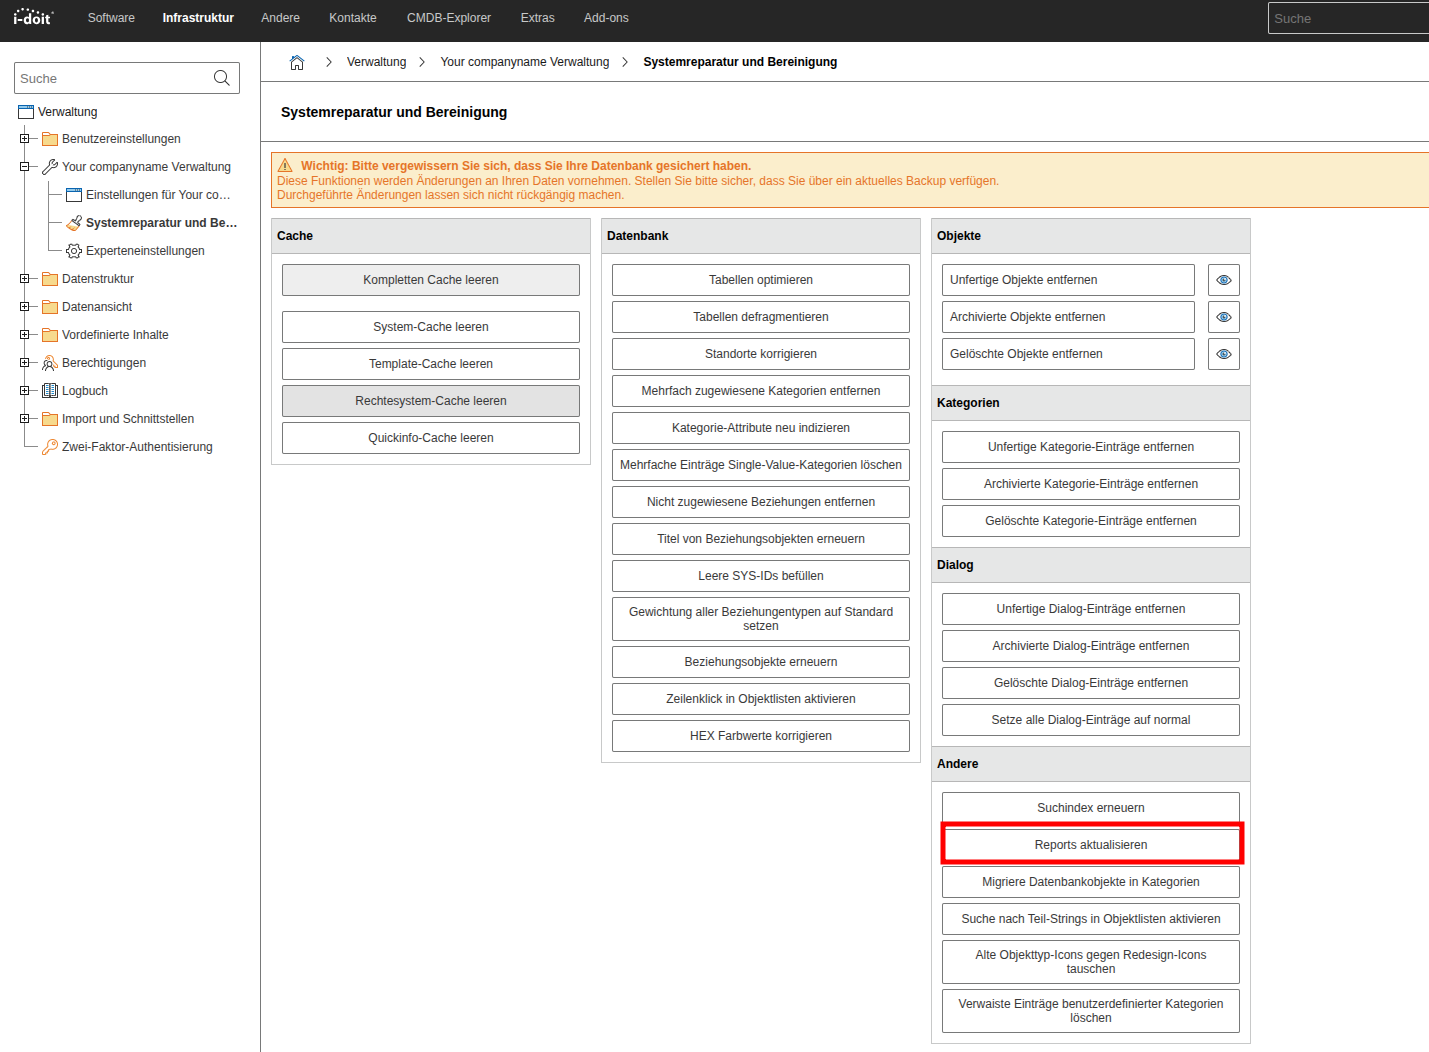 i-doit
Software
Infrastruktur
Andere
Kontakte
CMDB-Explorer
Extras
Add-ons
Suche
Suche
Verwaltung
Benutzereinstellungen
Your companyname Verwaltung
Einstellungen für Your co…
Systemreparatur und Be…
Experteneinstellungen
Datenstruktur
Datenansicht
Vordefinierte Inhalte
Berechtigungen
Logbuch
Import und Schnittstellen
Zwei-Faktor-Authentisierung
Verwaltung
Your companyname Verwaltung
Systemreparatur und Bereinigung
Systemreparatur und Bereinigung
Wichtig: Bitte vergewissern Sie sich, dass Sie Ihre Datenbank gesichert haben.
Diese Funktionen werden Änderungen an Ihren Daten vornehmen. Stellen Sie bitte sicher, dass Sie über ein aktuelles Backup verfügen.
Durchgeführte Änderungen lassen sich nicht rückgängig machen.
Cache
Kompletten Cache leeren
System-Cache leeren
Template-Cache leeren
Rechtesystem-Cache leeren
Quickinfo-Cache leeren
Datenbank
Tabellen optimieren
Tabellen defragmentieren
Standorte korrigieren
Mehrfach zugewiesene Kategorien entfernen
Kategorie-Attribute neu indizieren
Mehrfache Einträge Single-Value-Kategorien löschen
Nicht zugewiesene Beziehungen entfernen
Titel von Beziehungsobjekten erneuern
Leere SYS-IDs befüllen
Gewichtung aller Beziehungentypen auf Standard
setzen
Beziehungsobjekte erneuern
Zeilenklick in Objektlisten aktivieren
HEX Farbwerte korrigieren
Objekte
Unfertige Objekte entfernen
Archivierte Objekte entfernen
Gelöschte Objekte entfernen
Kategorien
Unfertige Kategorie-Einträge entfernen
Archivierte Kategorie-Einträge entfernen
Gelöschte Kategorie-Einträge entfernen
Dialog
Unfertige Dialog-Einträge entfernen
Archivierte Dialog-Einträge entfernen
Gelöschte Dialog-Einträge entfernen
Setze alle Dialog-Einträge auf normal
Andere
Suchindex erneuern
Reports aktualisieren
Migriere Datenbankobjekte in Kategorien
Suche nach Teil-Strings in Objektlisten aktivieren
Alte Objekttyp-Icons gegen Redesign-Icons
tauschen
Verwaiste Einträge benutzerdefinierter Kategorien
löschen